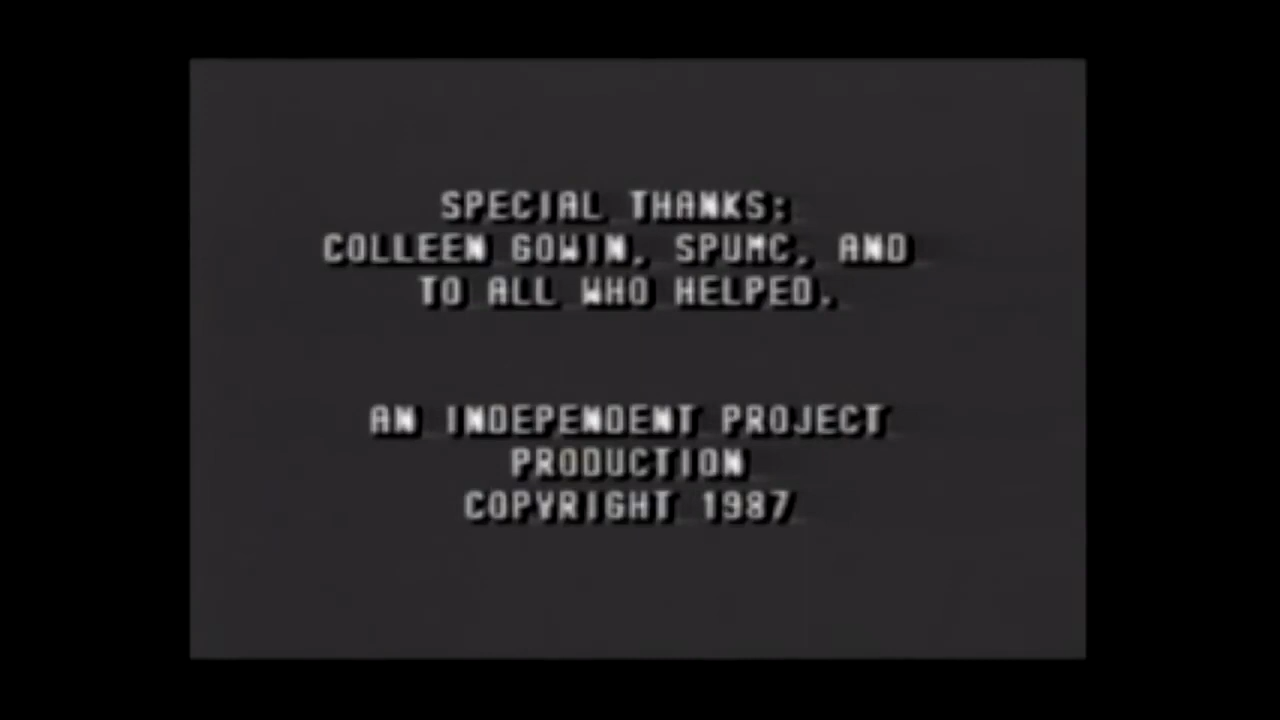 SPECIAL THANKS:
COLLEEN GOWIN, SPUMC, AND
TO ALL WHO HELPED.
AN INDEPENDENT PROJECT
PRODUCTION
COPYRIGHT 1987